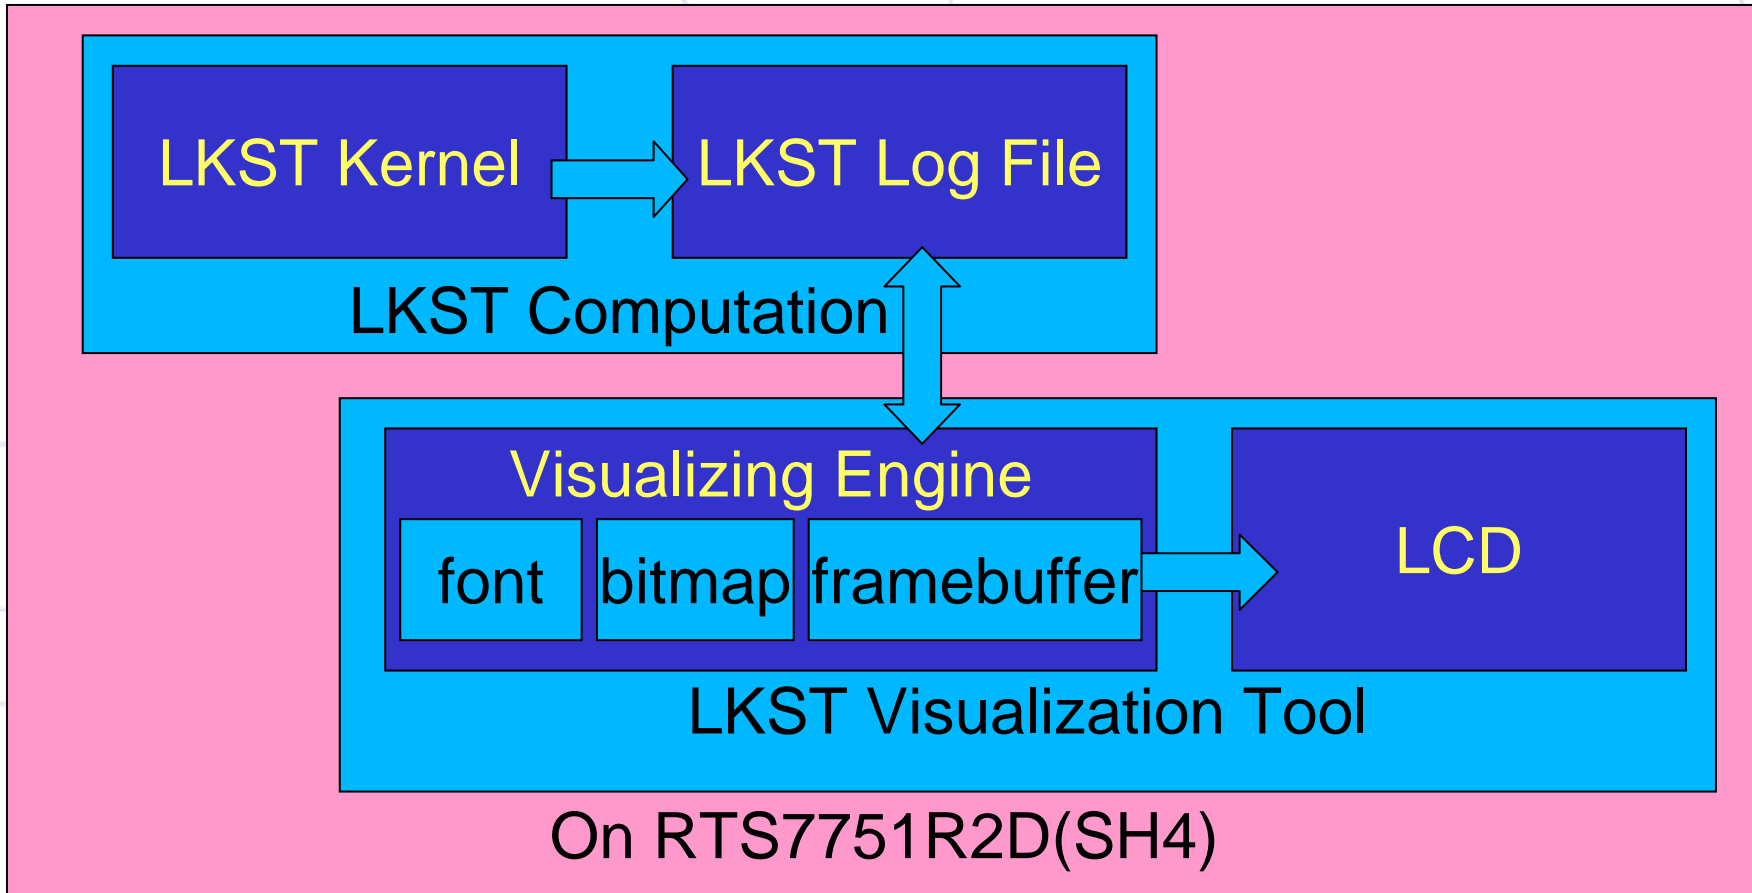 LKST Kernel
LKST Log File
LKST Computation
Visualizing Engine
font
bitmap
framebuffer
LCD
LKST Visualization Tool
On RTS7751R2D(SH4)